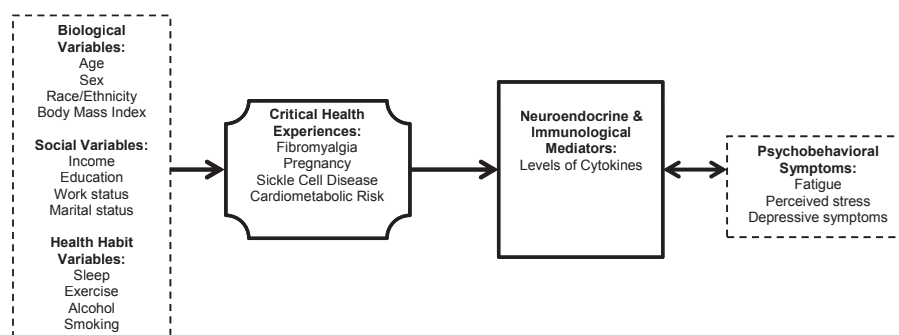 Biological
Variables:
Age
Sex
Race/Ethnicity
Body Mass Index
Social Variables:
Income
Education
Work status
Marital status
Health Habit
Variables:
Sleep
Exercise
Alcohol
Smoking
Critical Health
Experiences:
Fibromyalgia
Pregnancy
Sickle Cell Disease
Cardiometabolic Risk
Neuroendocrine &
Immunological
Mediators:
Levels of Cytokines
Psychobehavioral
Symptoms:
Fatigue
Perceived stress
Depressive symptoms